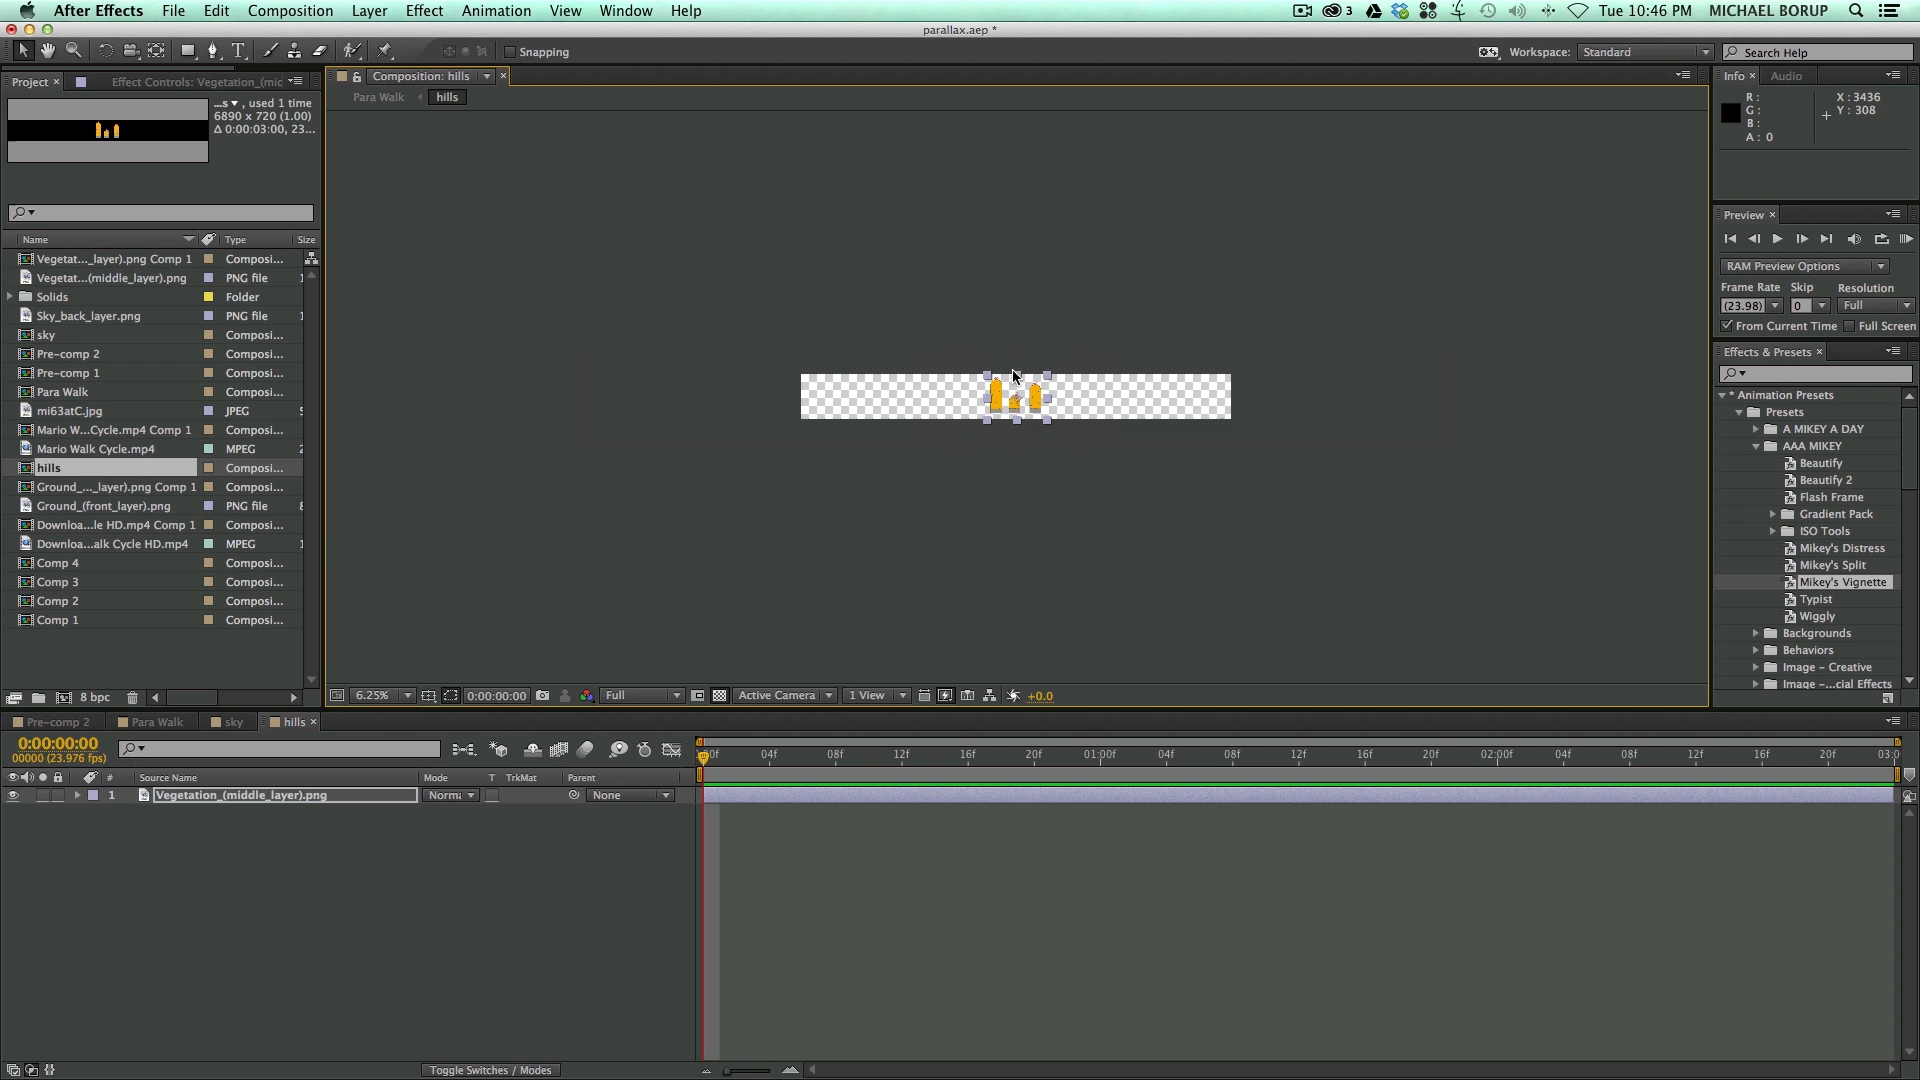 After Effects File Edit Composition Layer Effect Animation View Window Help 3 Tue 10:46 PM MICHAEL BORUP
parallax.aep *
T Snapping Workspace: Standard Search Help
Project × Effect Controls: Vegetation_(mic Composition: hills × Info × Audio
Para Walk hills
...s ▾ , used 1 time
6890 x 720 (1.00)
Δ 0:00:03:00, 23...
R :
G :
B :
A : 0
X : 3436
Y : 308
Preview ×
RAM Preview Options
Frame Rate Skip Resolution
(23.98) 0 Full
From Current Time Full Screen
Effects & Presets ×
Name Type Size
Vegetat..._layer).png Comp 1 Composi...
Vegetat...(middle_layer).png PNG file 1
Solids Folder
Sky_back_layer.png PNG file 1
sky Composi...
Pre-comp 2 Composi...
Pre-comp 1 Composi...
Para Walk Composi...
mi63atC.jpg JPEG 5
Mario W...Cycle.mp4 Comp 1 Composi...
Mario Walk Cycle.mp4 MPEG 2
hills Composi...
Ground_..._layer).png Comp 1 Composi...
Ground_(front_layer).png PNG file 8
Downloa...le HD.mp4 Comp 1 Composi...
Downloa...alk Cycle HD.mp4 MPEG 1
Comp 4 Composi...
Comp 3 Composi...
Comp 2 Composi...
Comp 1 Composi...
* Animation Presets
Presets
A MIKEY A DAY
AAA MIKEY
Beautify
Beautify 2
Flash Frame
Gradient Pack
ISO Tools
Mikey's Distress
Mikey's Split
Mikey's Vignette
Typist
Wiggly
Backgrounds
Behaviors
Image – Creative
Image –...cial Effects
8 bpc 6.25% 0:00:00:00 Full Active Camera 1 View +0.0
Pre-comp 2 Para Walk sky hills ×
0:00:00:00
00000 (23.976 fps)
:00f 04f 08f 12f 16f 20f 01:00f 04f 08f 12f 16f 20f 02:00f 04f 08f 12f 16f 20f 03:0
# Source Name Mode T TrkMat Parent
1 Vegetation_(middle_layer).png Norma None
Toggle Switches / Modes